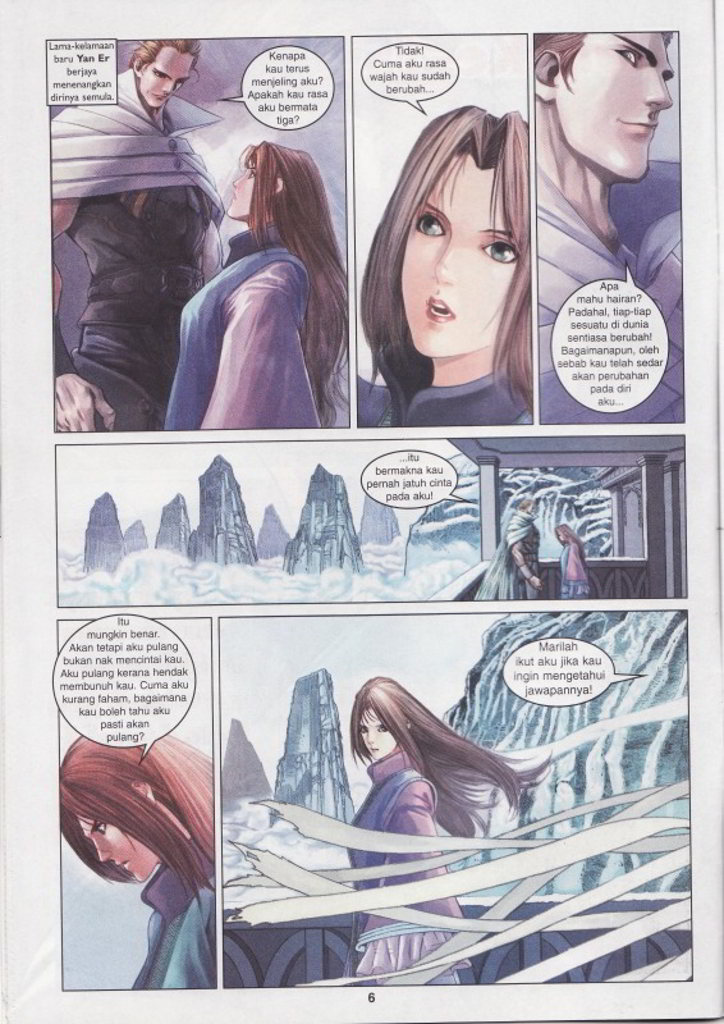 Lama-kelamaan
baru Yan Er
berjaya
menenangkan
dirinya semula.
Kenapa
kau terus
menjeling aku?
Apakah kau rasa
aku bermata
tiga?
Tidak!
Cuma aku rasa
wajah kau sudah
berubah...
Apa
mahu hairan?
Padahal, tiap-tiap
sesuatu di dunia
sentiasa berubah!
Bagaimanapun, oleh
sebab kau telah sedar
akan perubahan
pada diri
aku...
...itu
bermakna kau
pernah jatuh cinta
pada aku!
Itu
mungkin benar.
Akan tetapi aku pulang
bukan nak mencintai kau.
Aku pulang kerana hendak
membunuh kau. Cuma aku
kurang faham, bagaimana
kau boleh tahu aku
pasti akan
pulang?
Marilah
ikut aku jika kau
ingin mengetahui
jawapannya!
6